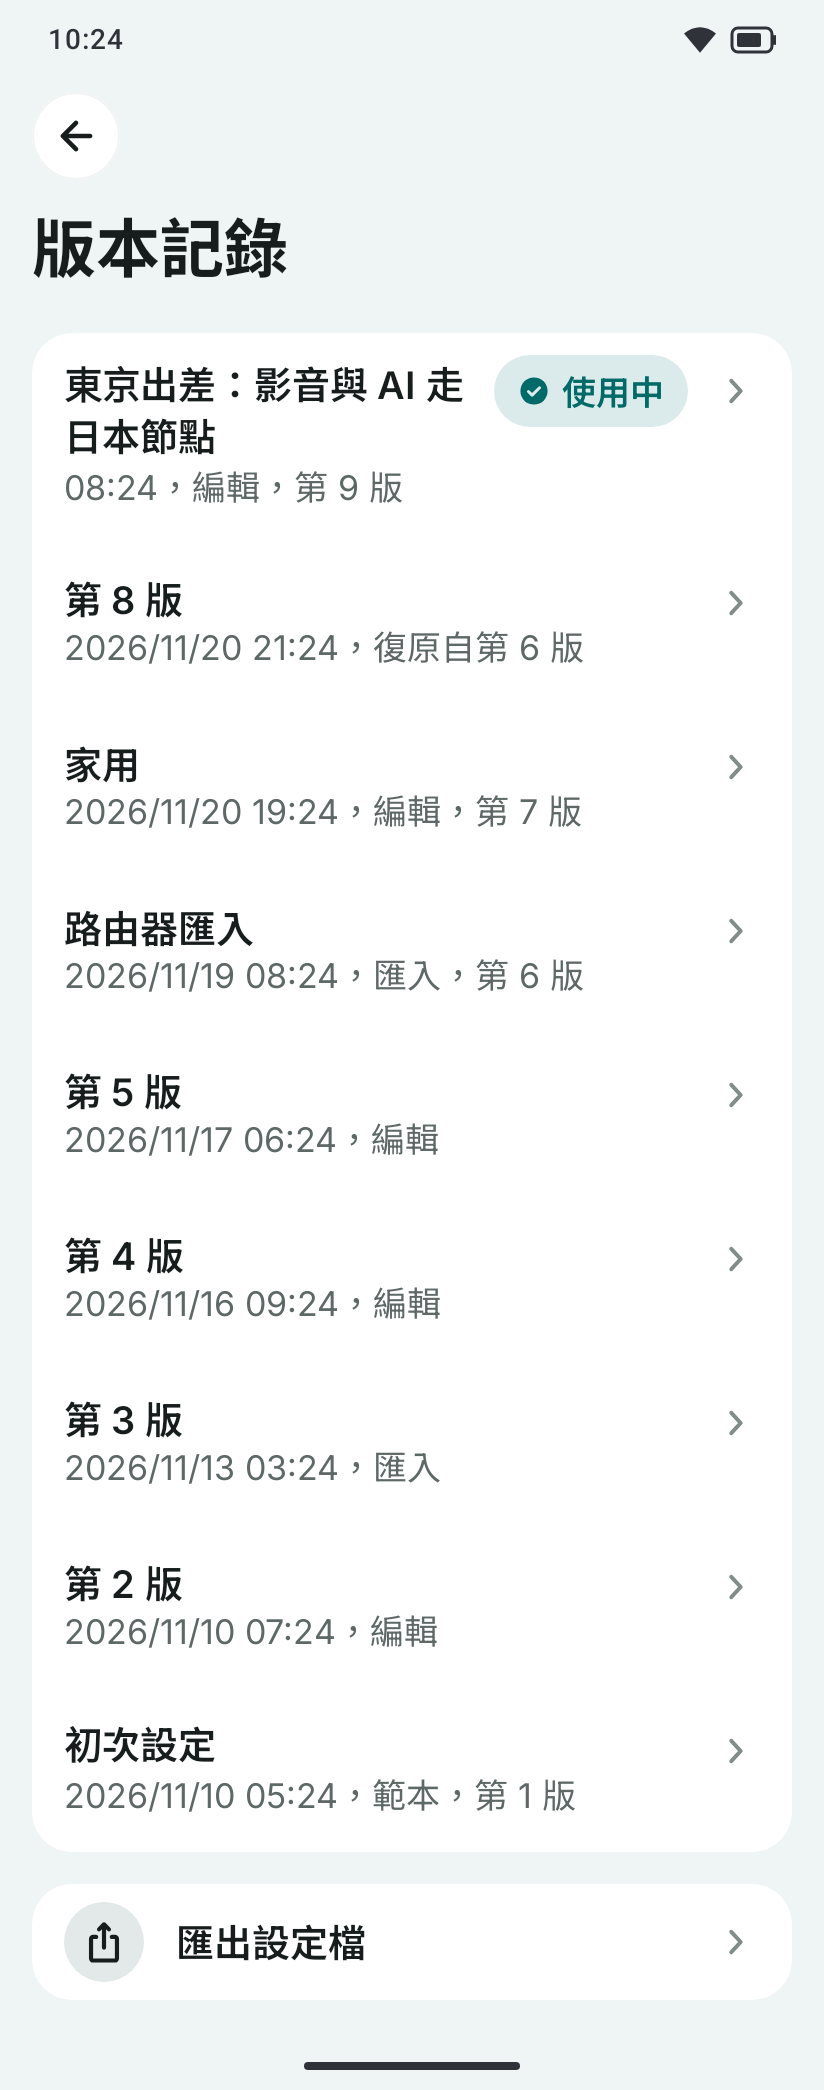 10:24
版本記錄
東京出差：影音與 AI 走
日本節點
使用中
08:24，編輯，第 9 版
第 8 版
2026/11/20 21:24，復原自第 6 版
家用
2026/11/20 19:24，編輯，第 7 版
路由器匯入
2026/11/19 08:24，匯入，第 6 版
第 5 版
2026/11/17 06:24，編輯
第 4 版
2026/11/16 09:24，編輯
第 3 版
2026/11/13 03:24，匯入
第 2 版
2026/11/10 07:24，編輯
初次設定
2026/11/10 05:24，範本，第 1 版
匯出設定檔